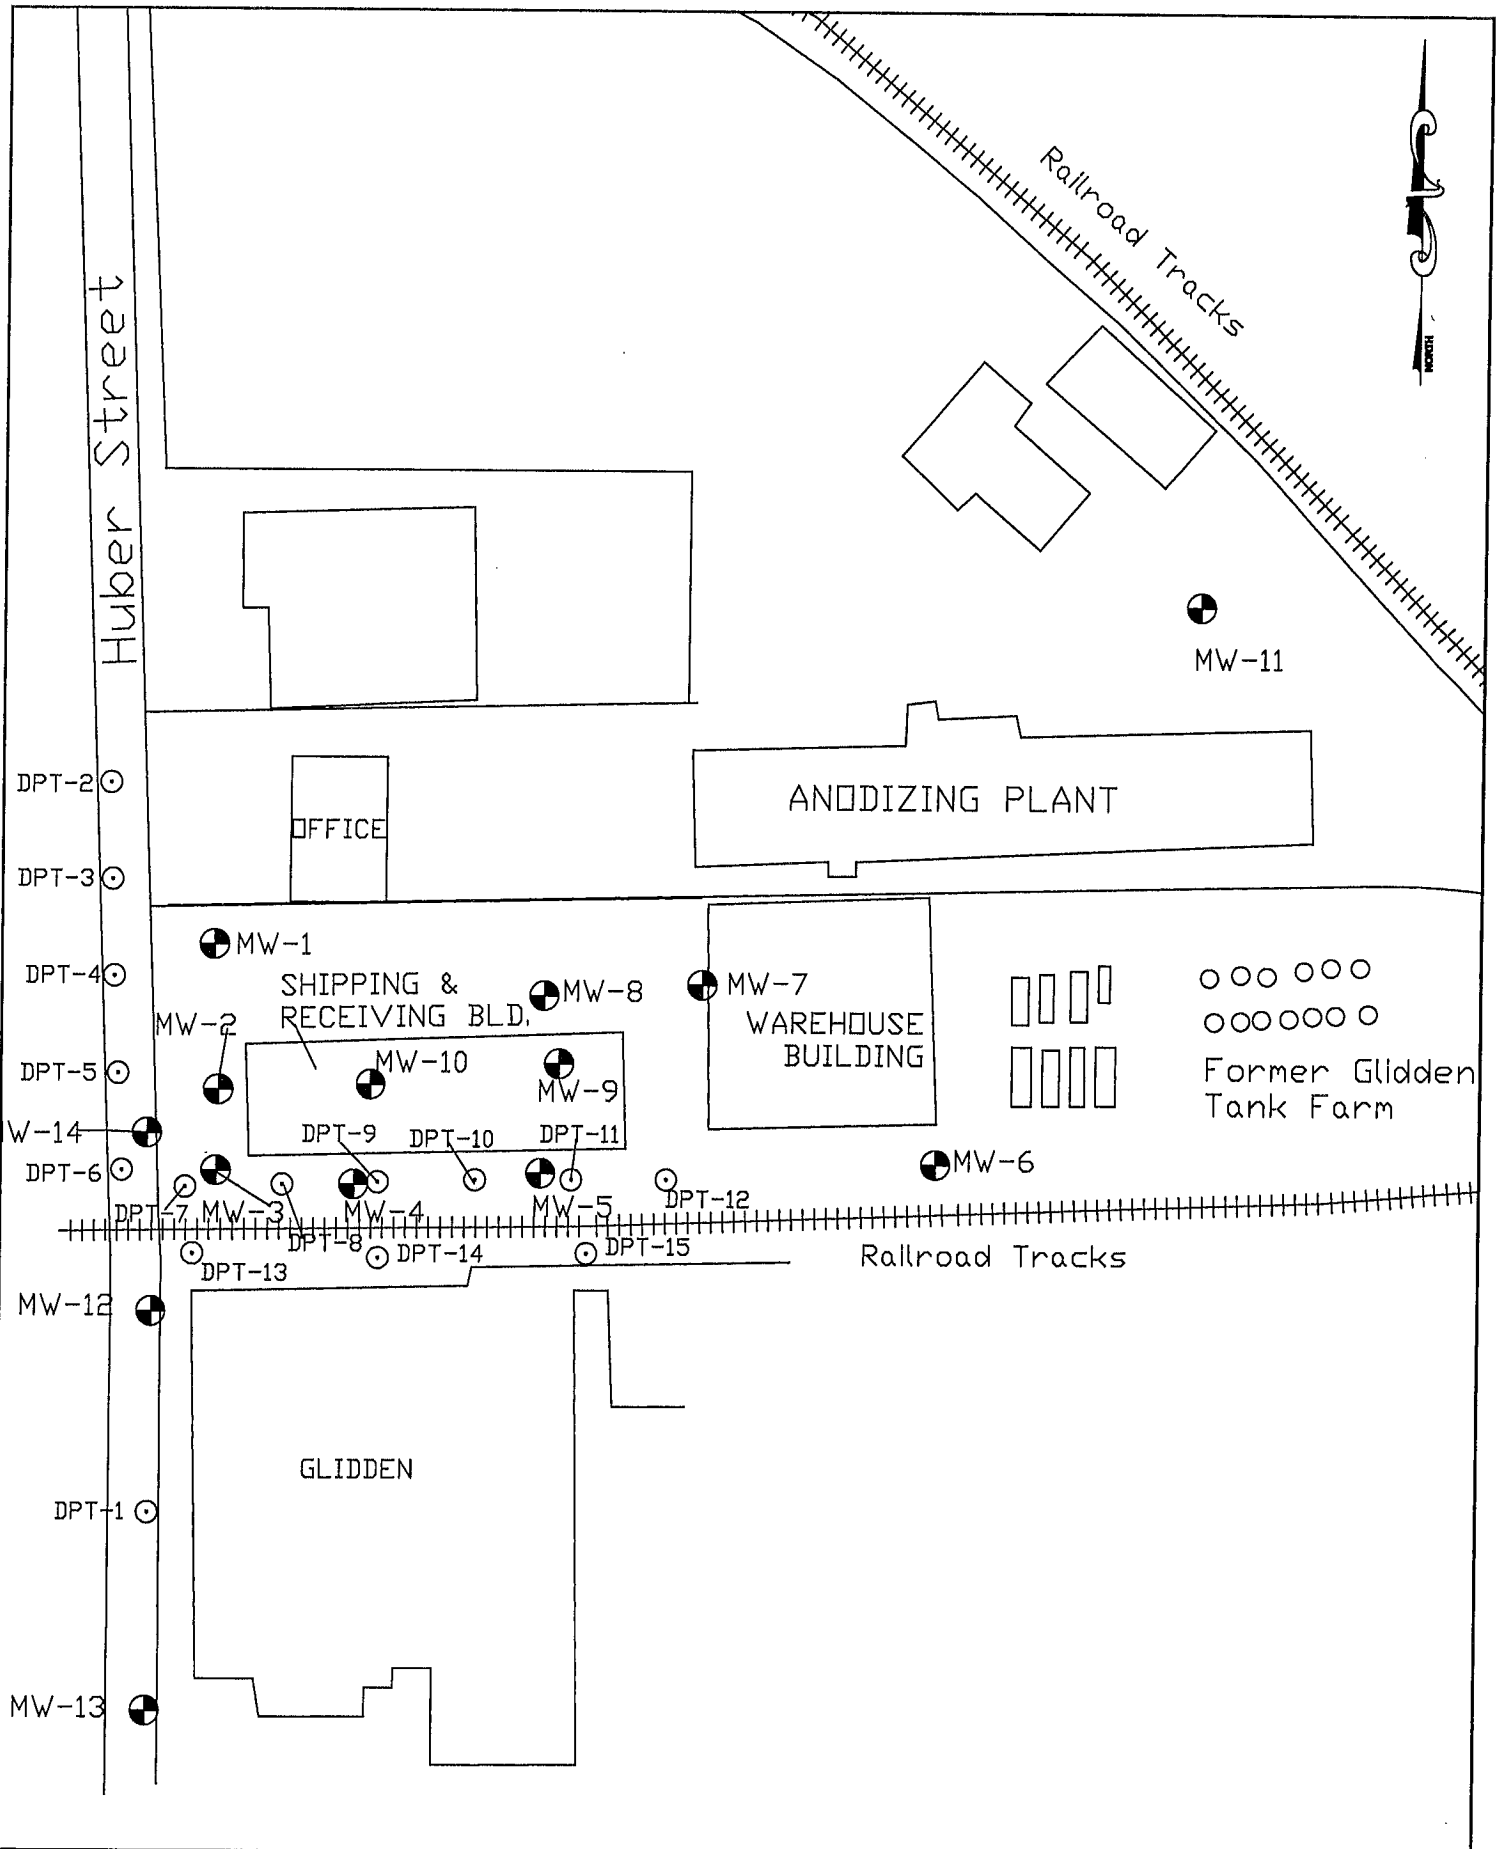 Railroad Tracks
HINON
Huber Street
MW-11
DPT-2
ANODIZING PLANT
OFFICE
DPT-3
MW-1
DPT-4
SHIPPING &
RECEIVING BLD.
MW-8
MW-7
MW-2
WAREHOUSE
BUILDING
DPT-5
MW-10
MW-9
Former Glidden
Tank Farm
W-14
DPT-9
DPT-10
DPT-11
DPT-6
MW-6
DPT-7
MW-3
MW-4
MW-5
DPT-12
DPT-8
DPT-13
DPT-14
DPT-15
Railroad Tracks
MW-12
GLIDDEN
DPT-1
MW-13